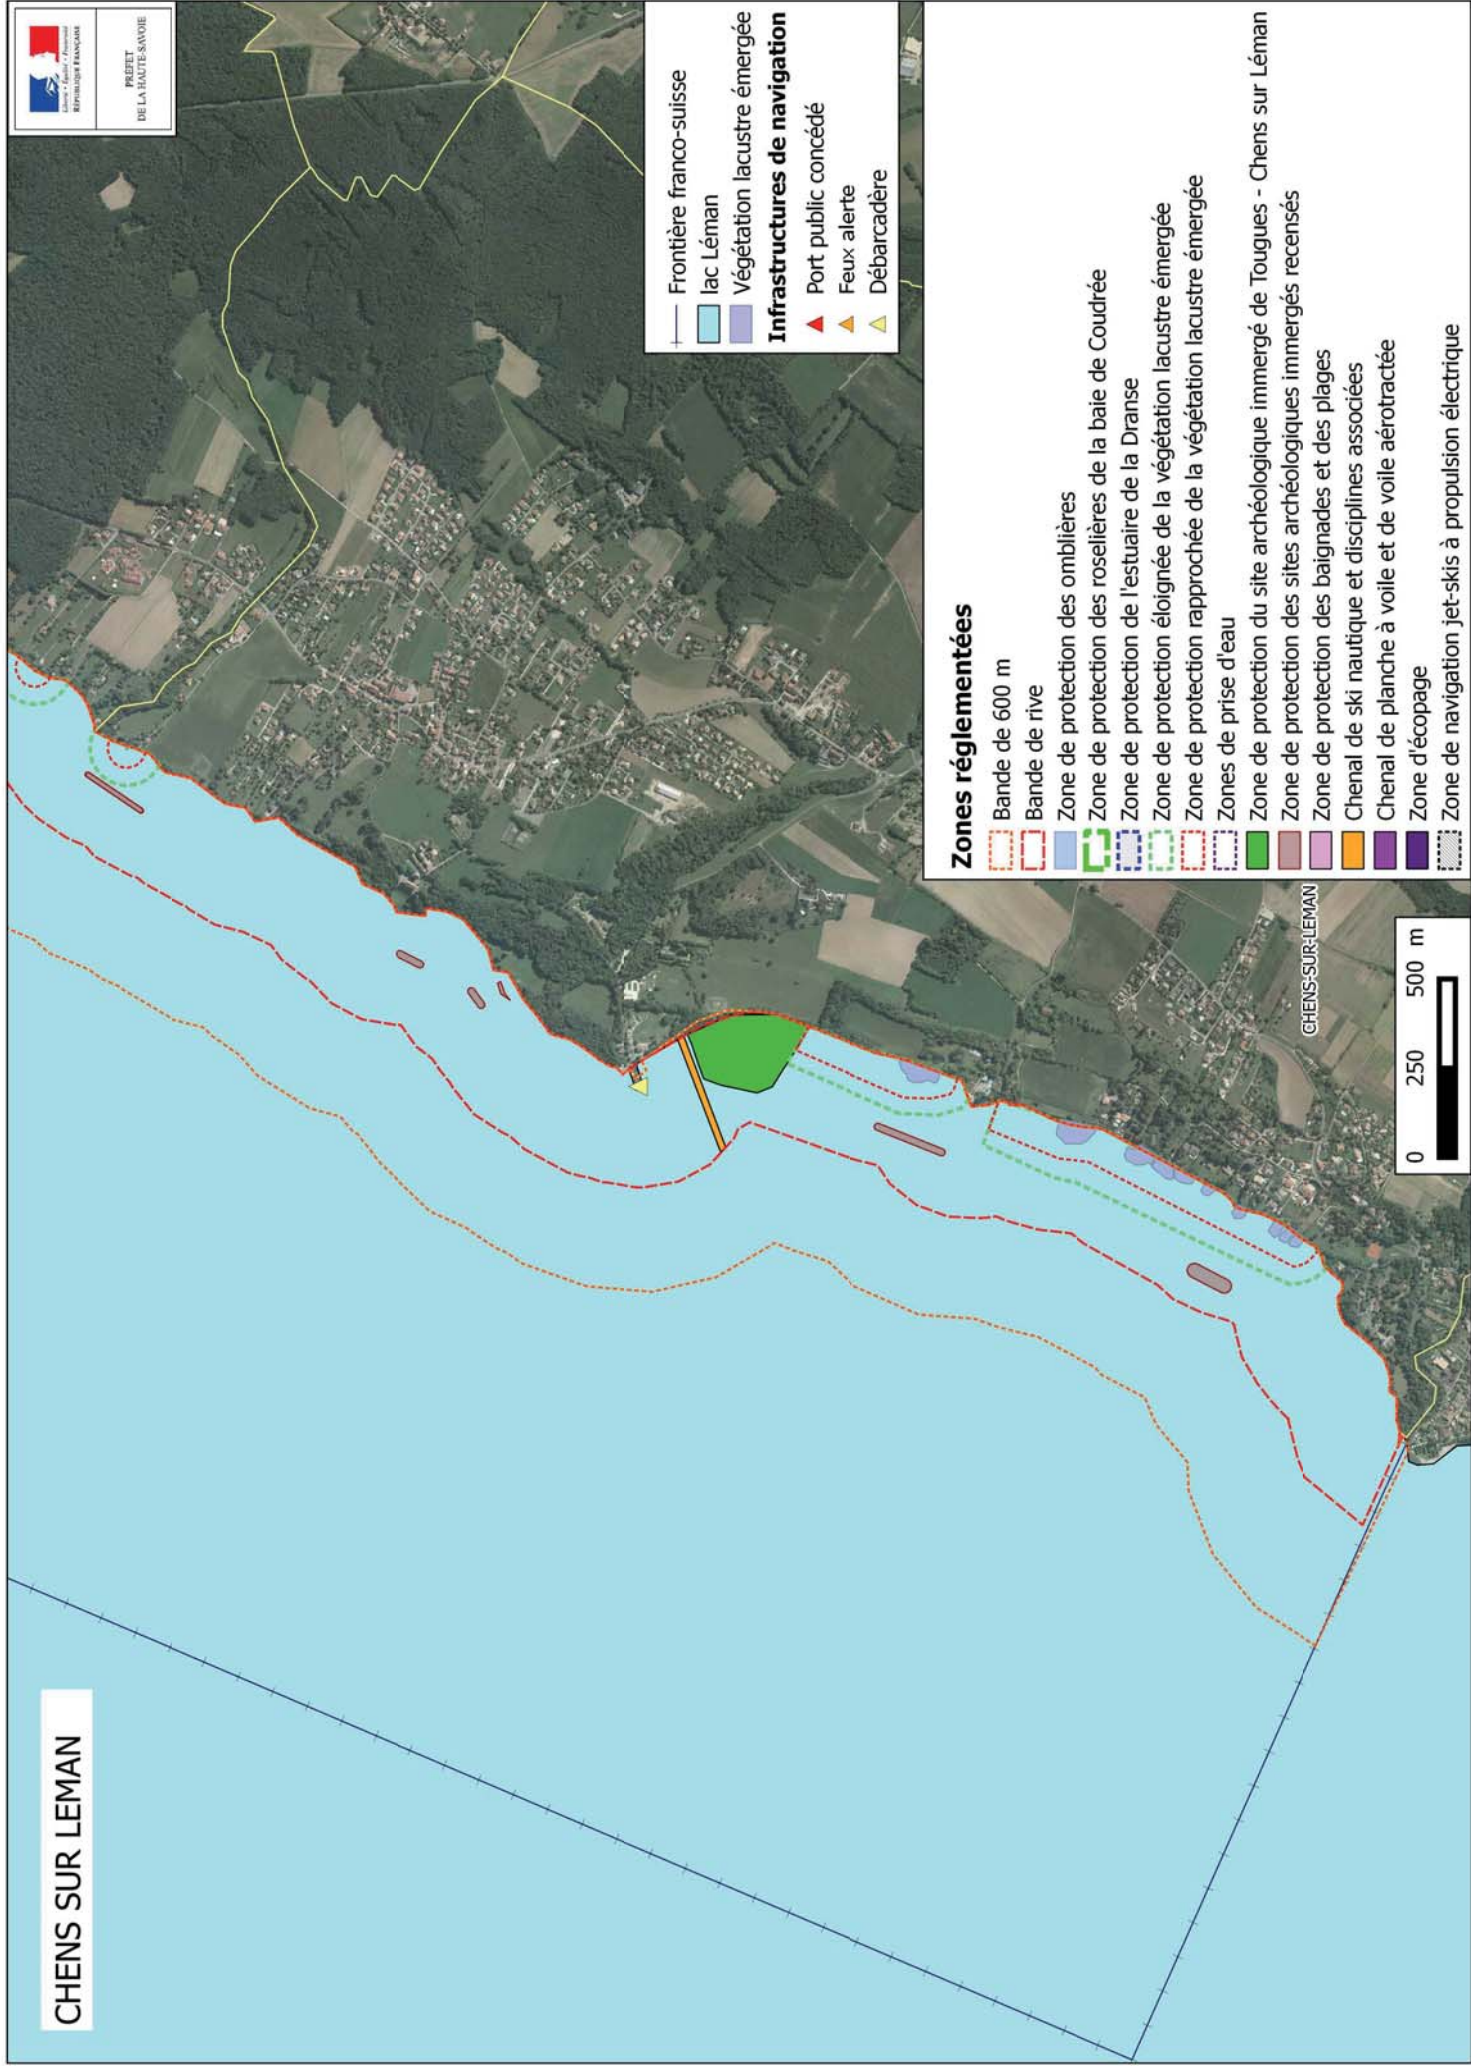 CHENS SUR LEMAN
Liberté • Égalité • Fraternité
RÉPUBLIQUE FRANÇAISE
PRÉFET
DE LA HAUTE-SAVOIE
Frontière franco-suisse
lac Léman
Végétation lacustre émergée
Infrastructures de navigation
Port public concédé
Feux alerte
Débarcadère
Zones réglementées
Bande de 600 m
Bande de rive
Zone de protection des omblières
Zone de protection des roselières de la baie de Coudrée
Zone de protection de l'estuaire de la Dranse
Zone de protection éloignée de la végétation lacustre émergée
Zone de protection rapprochée de la végétation lacustre émergée
Zones de prise d'eau
Zone de protection du site archéologique immergé de Tougues - Chens sur Léman
Zone de protection des sites archéologiques immergés recensés
Zone de protection des baignades et des plages
Chenal de ski nautique et disciplines associées
Chenal de planche à voile et de voile aérotractée
Zone d'écopage
Zone de navigation jet-skis à propulsion électrique
CHENS-SUR-LEMAN
0 250 500 m